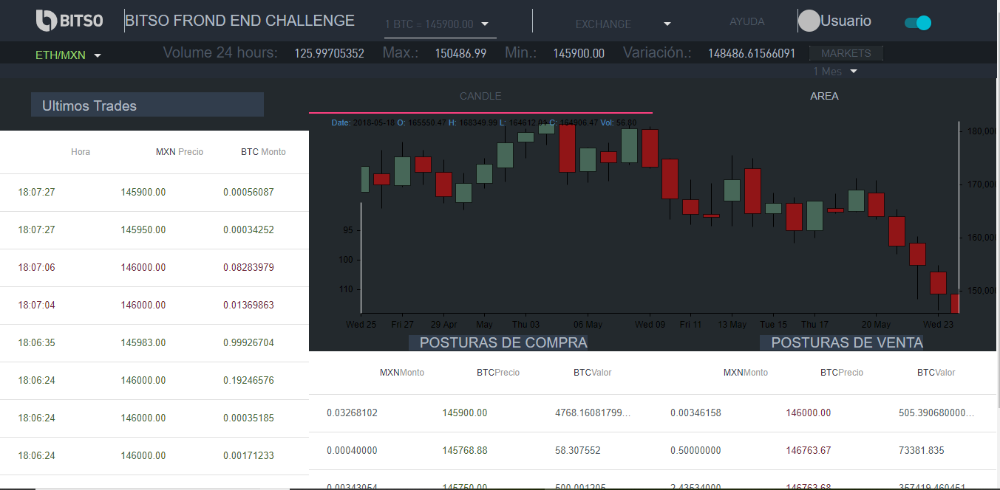 BITSO
BITSO FROND END CHALLENGE
1 BTC = 145900.00
EXCHANGE
AYUDA
Usuario
ETH/MXN
Volume 24 hours: 125.99705352 Max.: 150486.99 Min.: 145900.00 Variación.: 148486.61566091
MARKETS
1 Mes
Ultimos Trades
CANDLE
AREA
Date: 2018-05-18 O: 165550.47 H: 168349.99 L: 164612.01 C: 164906.47 Vol: 56.80
Hora MXN Precio BTC Monto
18:07:27 145900.00 0.00056087
18:07:27 145950.00 0.00034252
18:07:06 146000.00 0.08283979
18:07:04 146000.00 0.01369863
18:06:35 145983.00 0.99926704
18:06:24 146000.00 0.19246576
18:06:24 146000.00 0.00035185
18:06:24 146000.00 0.00171233
180,000
170,000
160,000
150,000
95
100
110
Wed 25 Fri 27 29 Apr May Thu 03 06 May Wed 09 Fri 11 13 May Tue 15 Thu 17 20 May Wed 23
POSTURAS DE COMPRA
MXNMonto BTCPrecio BTCValor
0.03268102 145900.00 4768.16081799...
0.00040000 145768.88 58.307552
0.00343054 145750.00 500.001205
POSTURAS DE VENTA
MXNMonto BTCPrecio BTCValor
0.00346158 146000.00 505.390680000...
0.50000000 146763.67 73381.835
2.43534000 146763.68 357419.460451